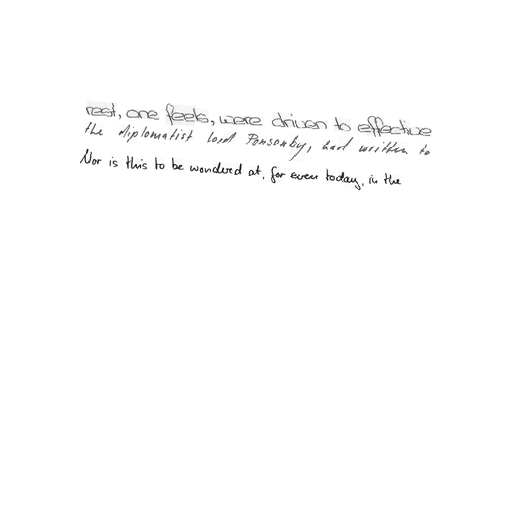 rest, one feels, were driven to effective
the diplomatist Lord Ponsonby, had written to
Nor is this to be wondered at, for even today, in the